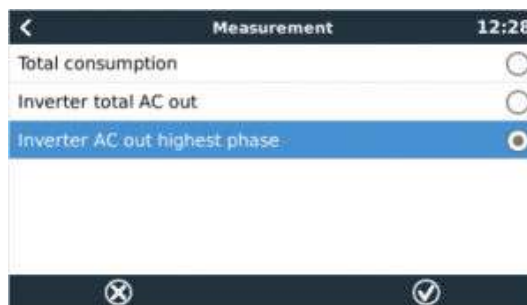 Measurement 12:28
Total consumption
Inverter total AC out
Inverter AC out highest phase